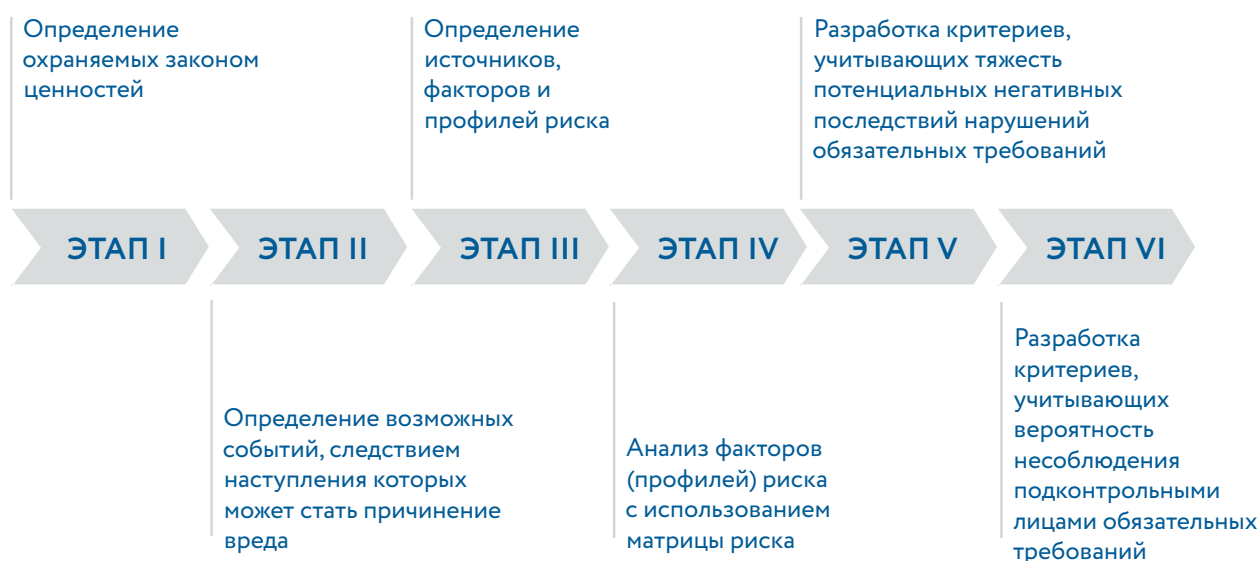 Определение
охраняемых законом
ценностей
Определение
источников,
факторов и
профилей риска
Разработка критериев,
учитывающих тяжесть
потенциальных негативных
последствий нарушений
обязательных требований
ЭТАП I
ЭТАП II
ЭТАП III
ЭТАП IV
ЭТАП V
ЭТАП VI
Определение возможных
событий, следствием
наступления которых
может стать причинение
вреда
Анализ факторов
(профилей) риска
с использованием
матрицы риска
Разработка
критериев,
учитывающих
вероятность
несоблюдения
подконтрольными
лицами обязательных
требований